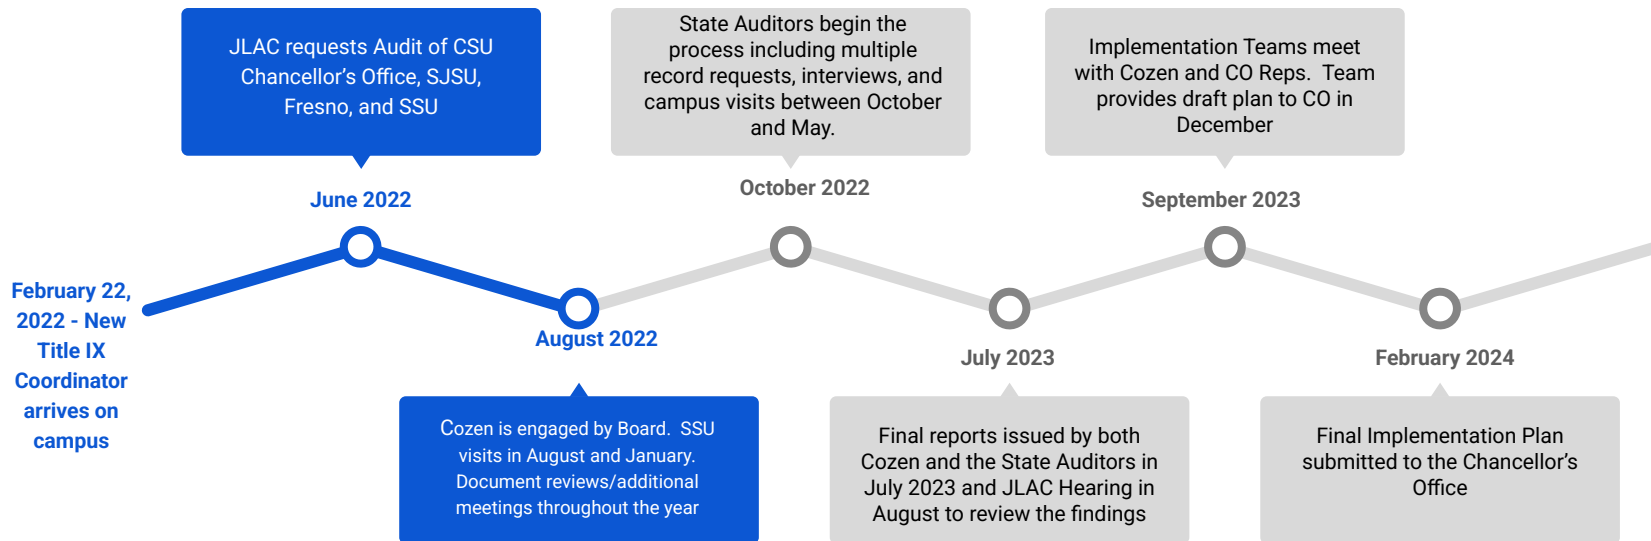 February 22,
2022 - New
Title IX
Coordinator
arrives on
campus
JLAC requests Audit of CSU
Chancellor's Office, SJSU,
Fresno, and SSU
June 2022
August 2022
Cozen is engaged by Board.  SSU
visits in August and January.
Document reviews/additional
meetings throughout the year
State Auditors begin the
process including multiple
record requests, interviews, and
campus visits between October
and May.
October 2022
July 2023
Final reports issued by both
Cozen and the State Auditors in
July 2023 and JLAC Hearing in
August to review the findings
Implementation Teams meet
with Cozen and CO Reps.  Team
provides draft plan to CO in
December
September 2023
February 2024
Final Implementation Plan
submitted to the Chancellor's
Office